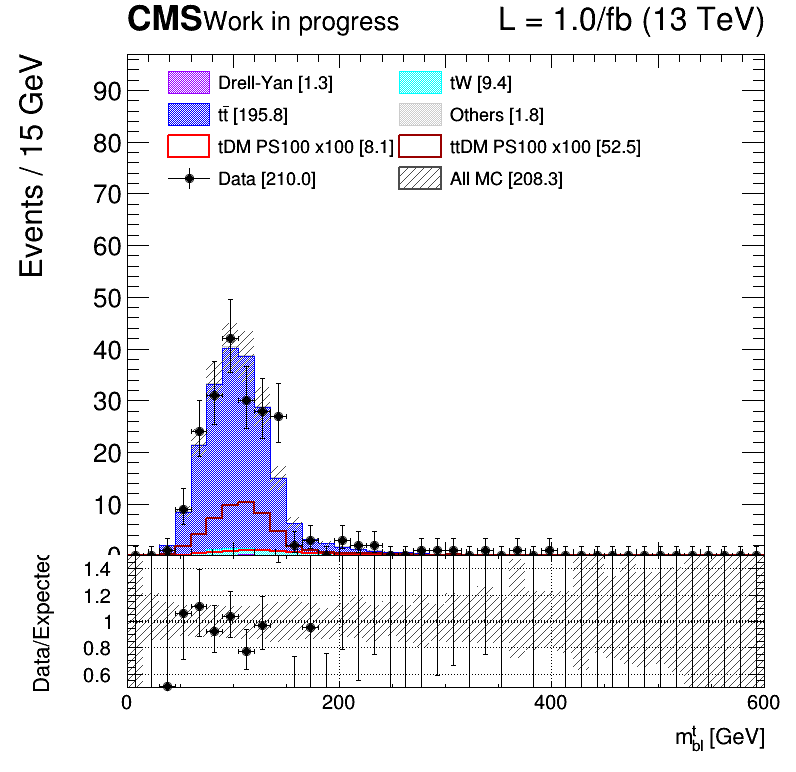 CMS Work in progress L = 1.0/fb (13 TeV)
Events / 15 GeV
90
80
70
60
50
40
30
20
10
0
Drell-Yan [1.3] tW [9.4]
tt̄ [195.8] Others [1.8]
tDM PS100 x100 [8.1] ttDM PS100 x100 [52.5]
Data [210.0] All MC [208.3]
Data/Expected
1.4
1.2
1
0.8
0.6
0 200 400 600
m^t_bl [GeV]